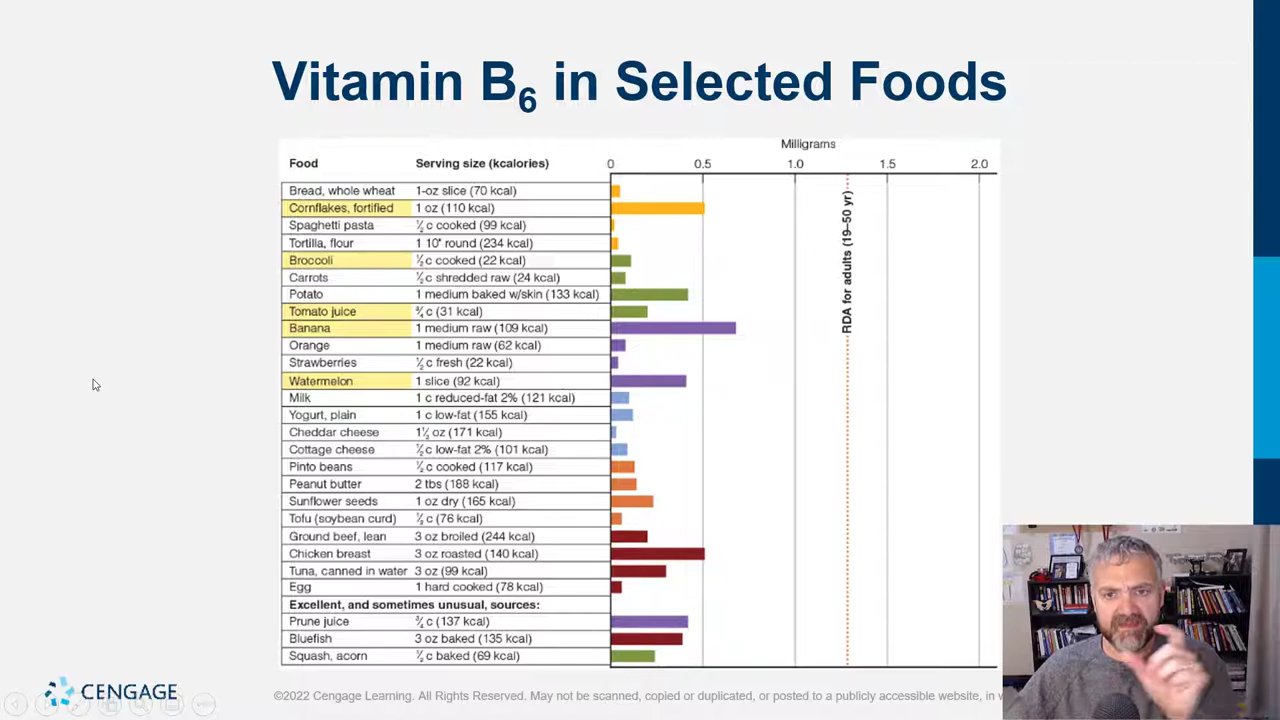 Vitamin B6 in Selected Foods
Milligrams
Food Serving size (kcalories) 0 0.5 1.0 1.5 2.0
Bread, whole wheat 1-oz slice (70 kcal)
Cornflakes, fortified 1 oz (110 kcal)
Spaghetti pasta ½ c cooked (99 kcal)
Tortilla, flour 1 10" round (234 kcal)
Broccoli ½ c cooked (22 kcal)
Carrots ½ c shredded raw (24 kcal)
Potato 1 medium baked w/skin (133 kcal)
Tomato juice ¾ c (31 kcal)
Banana 1 medium raw (109 kcal)
Orange 1 medium raw (62 kcal)
Strawberries ½ c fresh (22 kcal)
Watermelon 1 slice (92 kcal)
Milk 1 c reduced-fat 2% (121 kcal)
Yogurt, plain 1 c low-fat (155 kcal)
Cheddar cheese 1½ oz (171 kcal)
Cottage cheese ½ c low-fat 2% (101 kcal)
Pinto beans ½ c cooked (117 kcal)
Peanut butter 2 tbs (188 kcal)
Sunflower seeds 1 oz dry (165 kcal)
Tofu (soybean curd) ½ c (76 kcal)
Ground beef, lean 3 oz broiled (244 kcal)
Chicken breast 3 oz roasted (140 kcal)
Tuna, canned in water 3 oz (99 kcal)
Egg 1 hard cooked (78 kcal)
Excellent, and sometimes unusual, sources:
Prune juice ¾ c (137 kcal)
Bluefish 3 oz baked (135 kcal)
Squash, acorn ½ c baked (69 kcal)
RDA for adults (19–50 yr)
CENGAGE
©2022 Cengage Learning. All Rights Reserved. May not be scanned, copied or duplicated, or posted to a publicly accessible website, in w